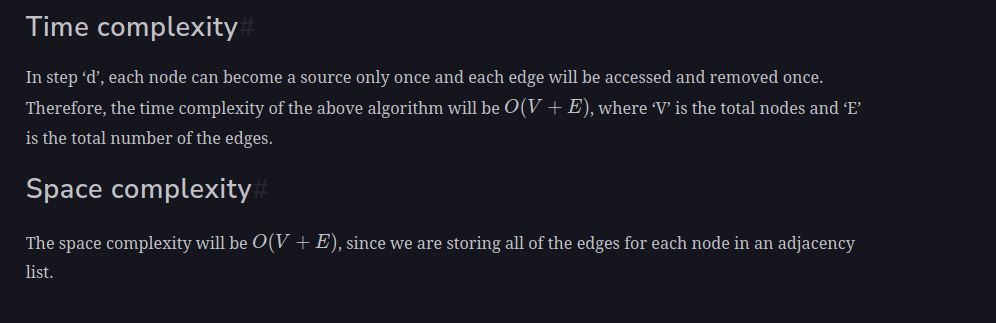 Time complexity#
In step ‘d’, each node can become a source only once and each edge will be accessed and removed once.
Therefore, the time complexity of the above algorithm will be O(V + E), where ‘V’ is the total nodes and ‘E’
is the total number of the edges.
Space complexity#
The space complexity will be O(V + E), since we are storing all of the edges for each node in an adjacency
list.